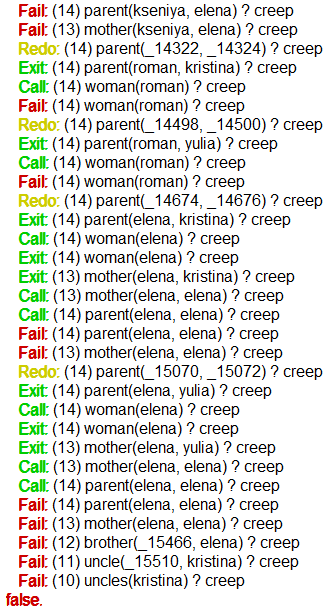 Fail: (14) parent(kseniya, elena) ? creep
Fail: (13) mother(kseniya, elena) ? creep
Redo: (14) parent(_14322, _14324) ? creep
Exit: (14) parent(roman, kristina) ? creep
Call: (14) woman(roman) ? creep
Fail: (14) woman(roman) ? creep
Redo: (14) parent(_14498, _14500) ? creep
Exit: (14) parent(roman, yulia) ? creep
Call: (14) woman(roman) ? creep
Fail: (14) woman(roman) ? creep
Redo: (14) parent(_14674, _14676) ? creep
Exit: (14) parent(elena, kristina) ? creep
Call: (14) woman(elena) ? creep
Exit: (14) woman(elena) ? creep
Exit: (13) mother(elena, kristina) ? creep
Call: (13) mother(elena, elena) ? creep
Call: (14) parent(elena, elena) ? creep
Fail: (14) parent(elena, elena) ? creep
Fail: (13) mother(elena, elena) ? creep
Redo: (14) parent(_15070, _15072) ? creep
Exit: (14) parent(elena, yulia) ? creep
Call: (14) woman(elena) ? creep
Exit: (14) woman(elena) ? creep
Exit: (13) mother(elena, yulia) ? creep
Call: (13) mother(elena, elena) ? creep
Call: (14) parent(elena, elena) ? creep
Fail: (14) parent(elena, elena) ? creep
Fail: (13) mother(elena, elena) ? creep
Fail: (12) brother(_15466, elena) ? creep
Fail: (11) uncle(_15510, kristina) ? creep
Fail: (10) uncles(kristina) ? creep
false.